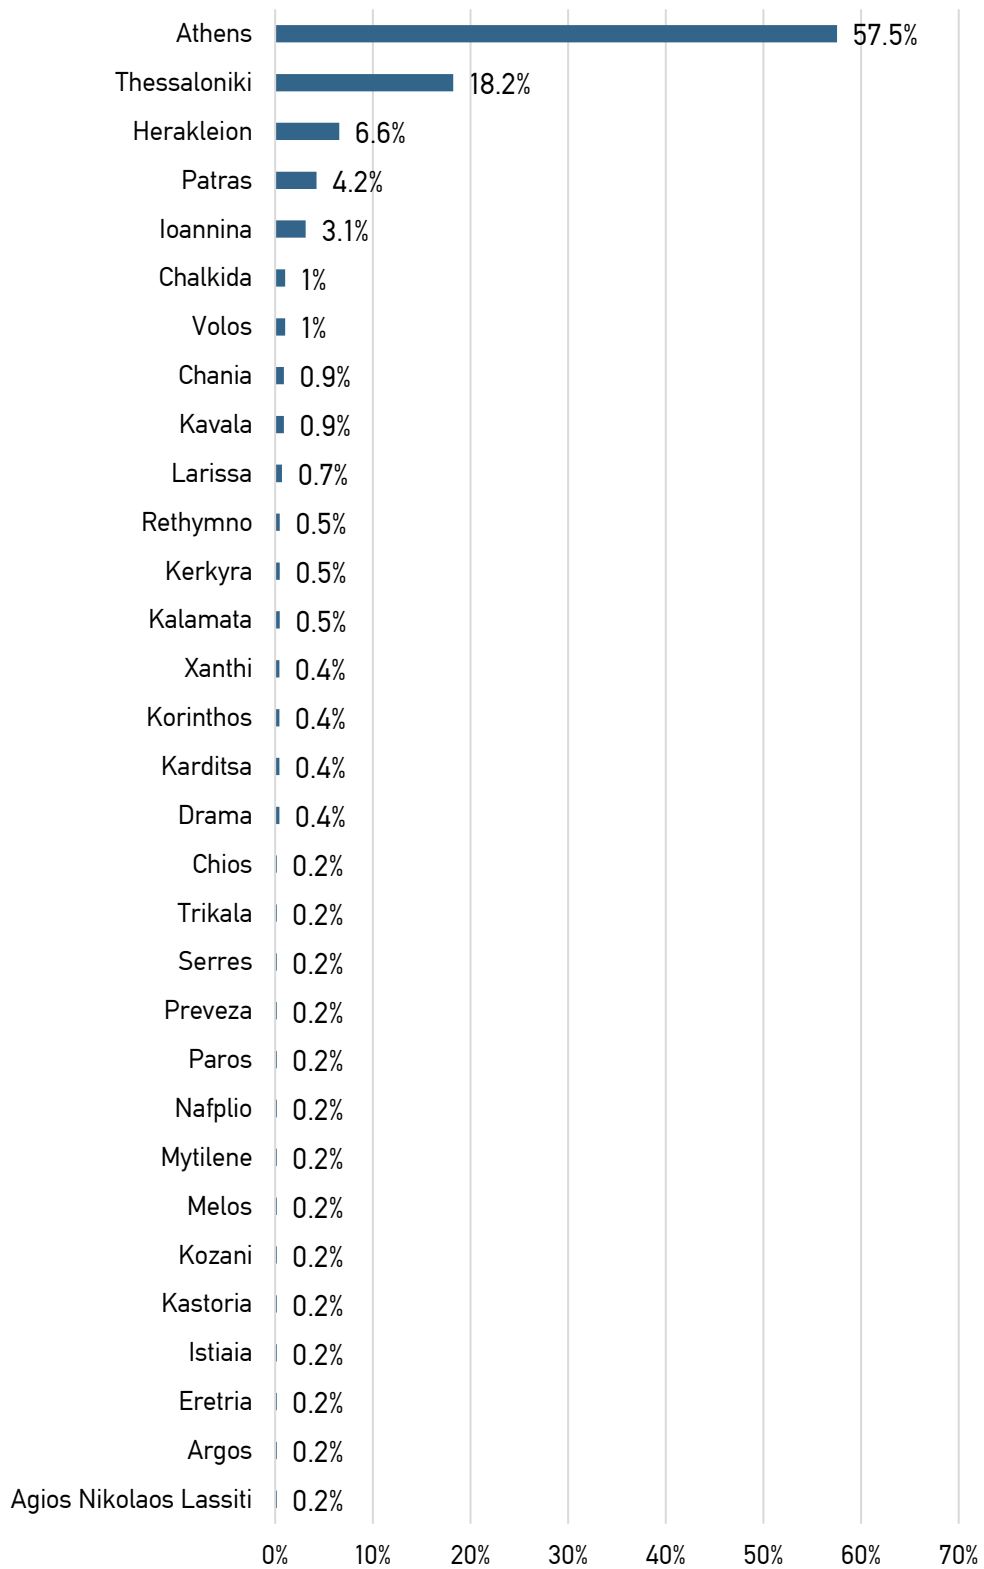 Athens 57.5%
Thessaloniki 18.2%
Herakleion 6.6%
Patras 4.2%
Ioannina 3.1%
Chalkida 1%
Volos 1%
Chania 0.9%
Kavala 0.9%
Larissa 0.7%
Rethymno 0.5%
Kerkyra 0.5%
Kalamata 0.5%
Xanthi 0.4%
Korinthos 0.4%
Karditsa 0.4%
Drama 0.4%
Chios 0.2%
Trikala 0.2%
Serres 0.2%
Preveza 0.2%
Paros 0.2%
Nafplio 0.2%
Mytilene 0.2%
Melos 0.2%
Kozani 0.2%
Kastoria 0.2%
Istiaia 0.2%
Eretria 0.2%
Argos 0.2%
Agios Nikolaos Lassiti 0.2%
0% 10% 20% 30% 40% 50% 60% 70%